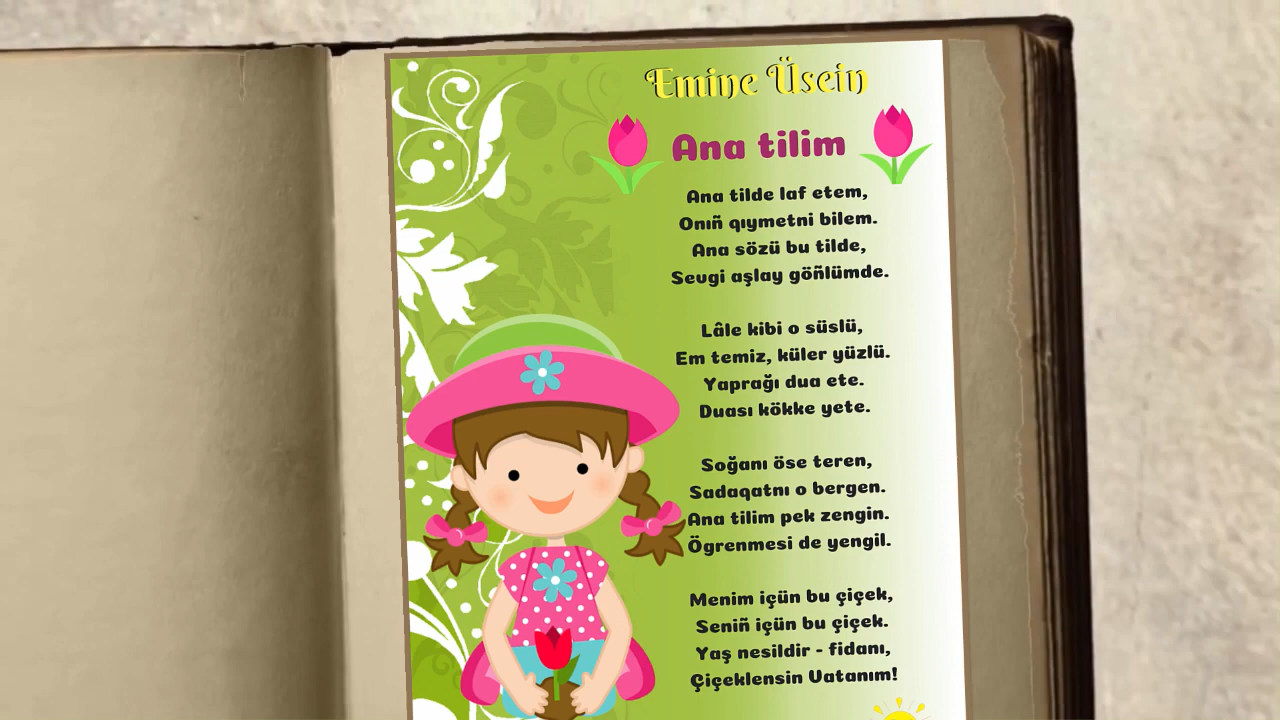 Emine Üsein
Ana tilim
Ana tilde laf etem,
Onıñ qıymetni bilem.
Ana sözü bu tilde,
Sevgi aşlay göñlümde.
Lâle kibi o süslü,
Em temiz, küler yüzlü.
Yaprağı dua ete.
Duası kökke yete.
Soğanı öse teren,
Sadaqatnı o bergen.
Ana tilim pek zengin.
Ögrenmesi de yengil.
Menim içün bu çiçek,
Seniñ içün bu çiçek.
Yaş nesildir - fidanı,
Çiçeklensin Vatanım!